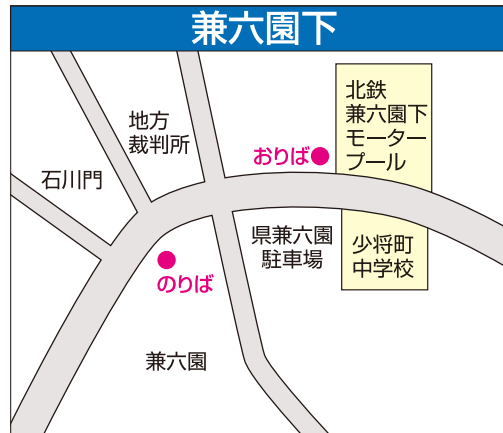 兼六園下
北鉄
兼六園下
モーター
プール
地方
裁判所
おりば
石川門
県兼六園
駐車場
少将町
中学校
のりば
兼六園